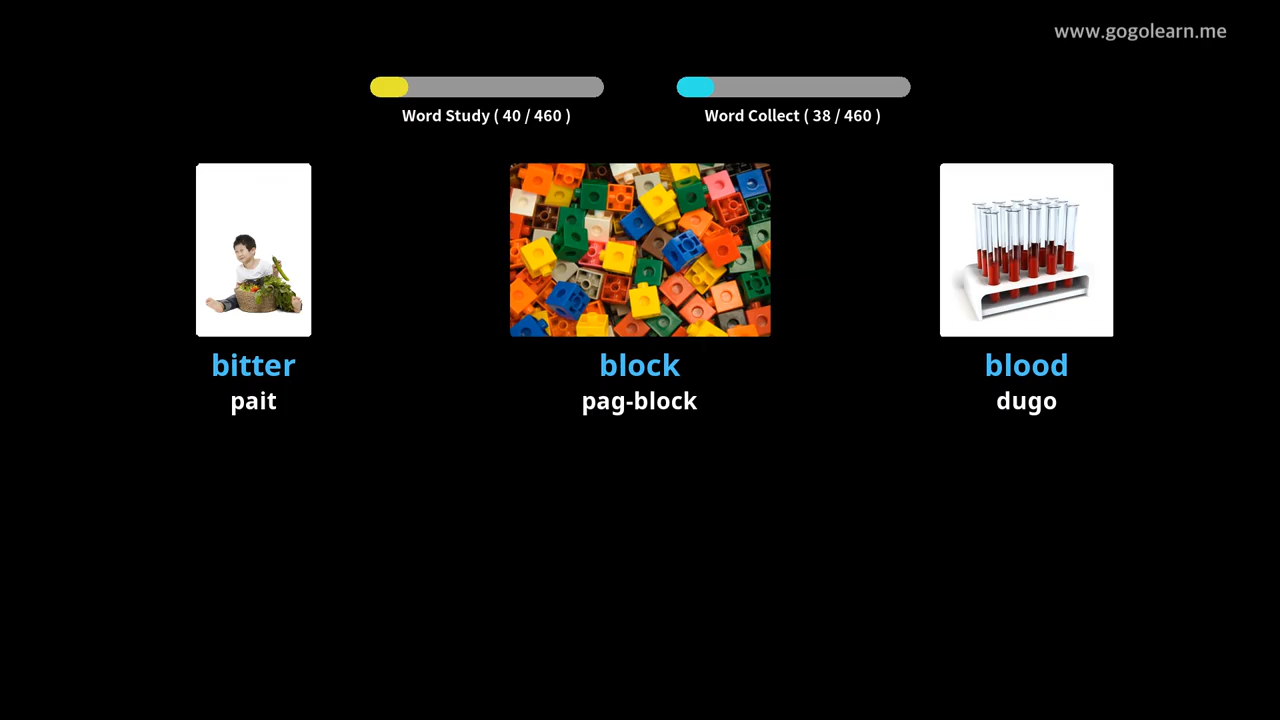 www.gogolearn.me
Word Study ( 40 / 460 )
Word Collect ( 38 / 460 )
bitter
pait
block
pag-block
blood
dugo